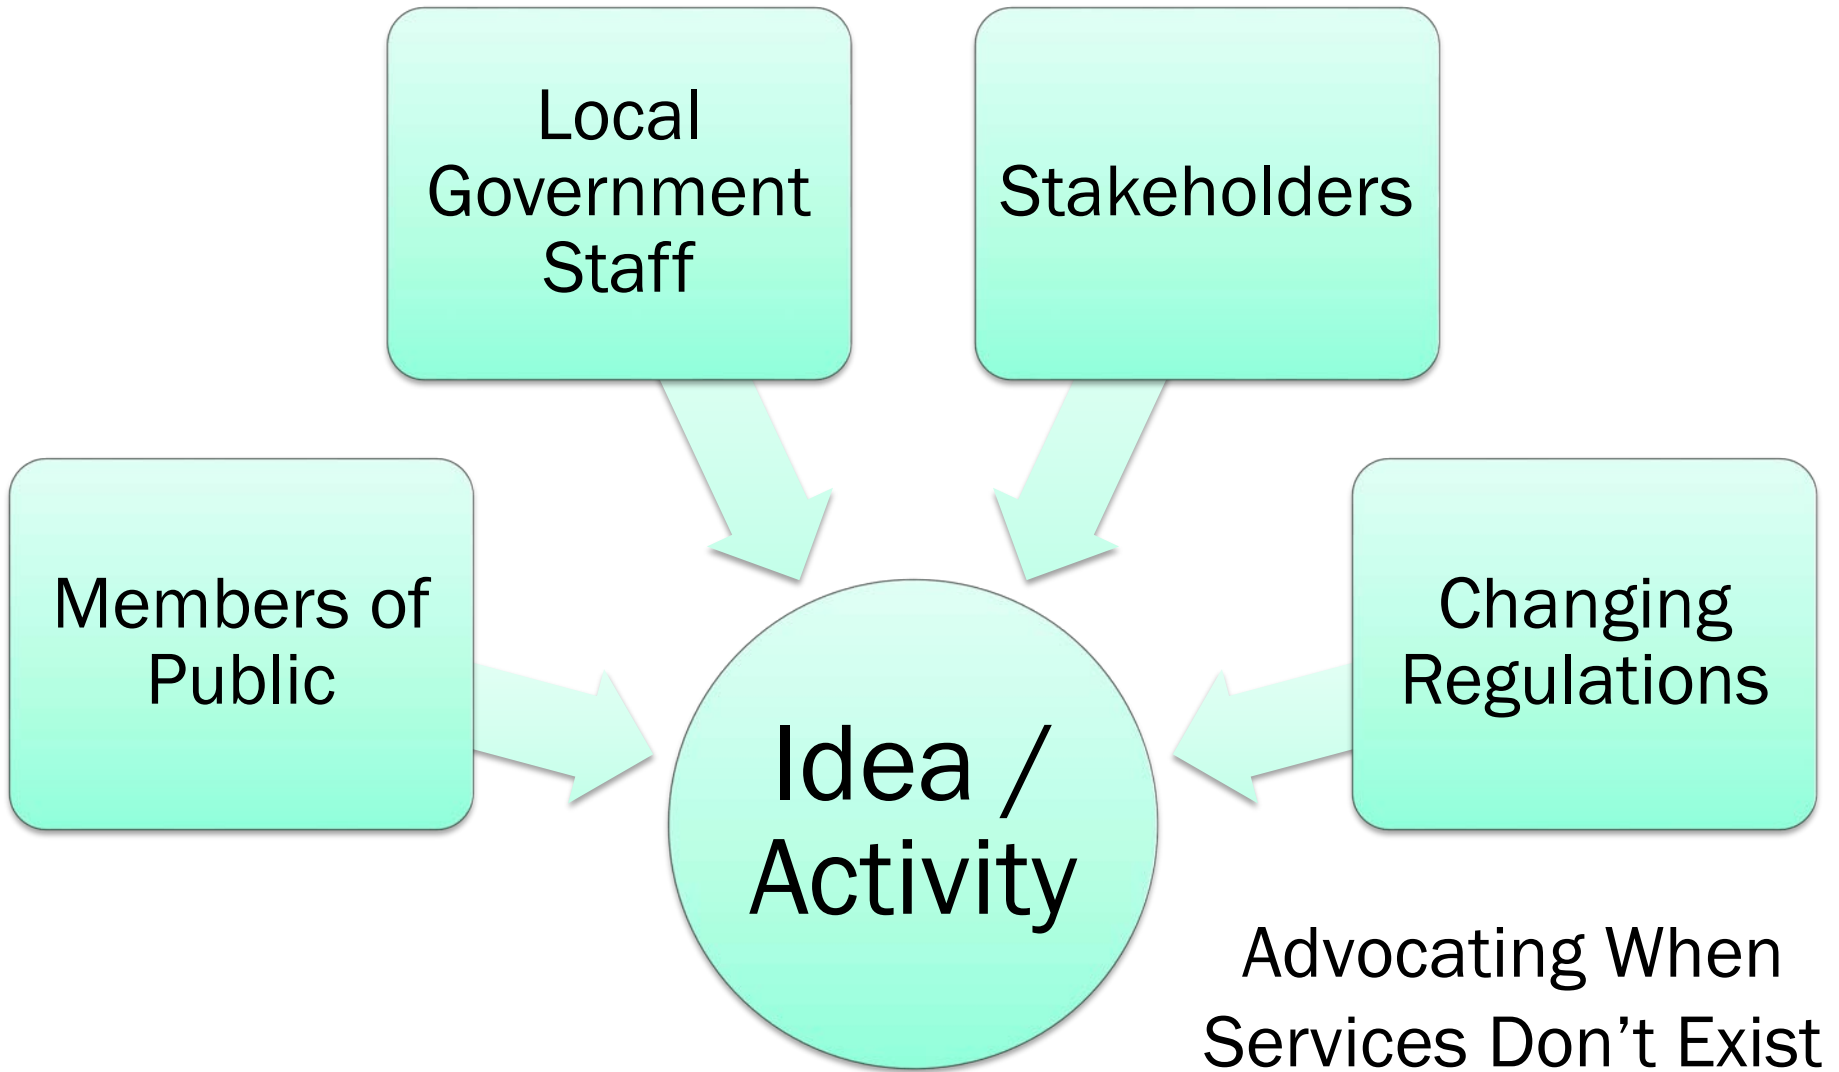 Local
Government
Staff
Stakeholders
Members of
Public
Changing
Regulations
Idea /
Activity
Advocating When
Services Don’t Exist